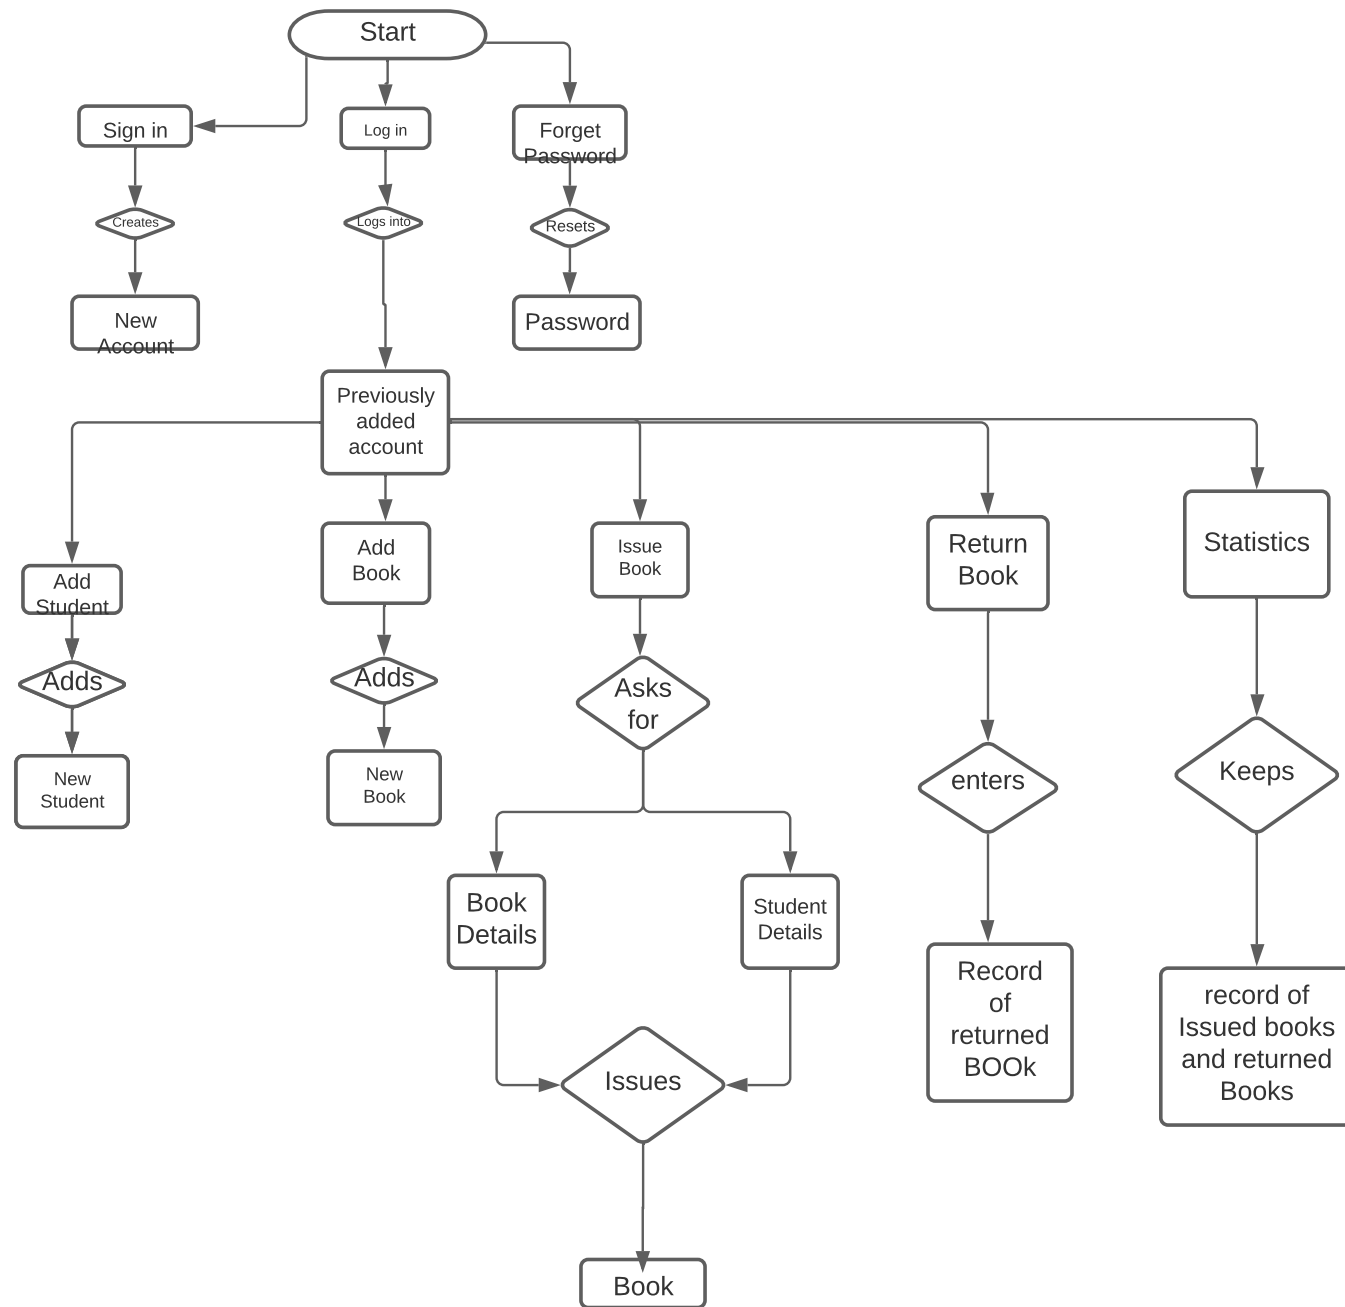 Start
Sign in
Log in
Forget
Password
Creates
Logs into
Resets
New
Account
Password
Previously
added
account
Add
Student
Add
Book
Issue
Book
Return
Book
Statistics
Adds
Adds
Asks
for
enters
Keeps
New
Student
New
Book
Book
Details
Student
Details
Record
of
returned
BOOk
record of
Issued books
and returned
Books
Issues
Book